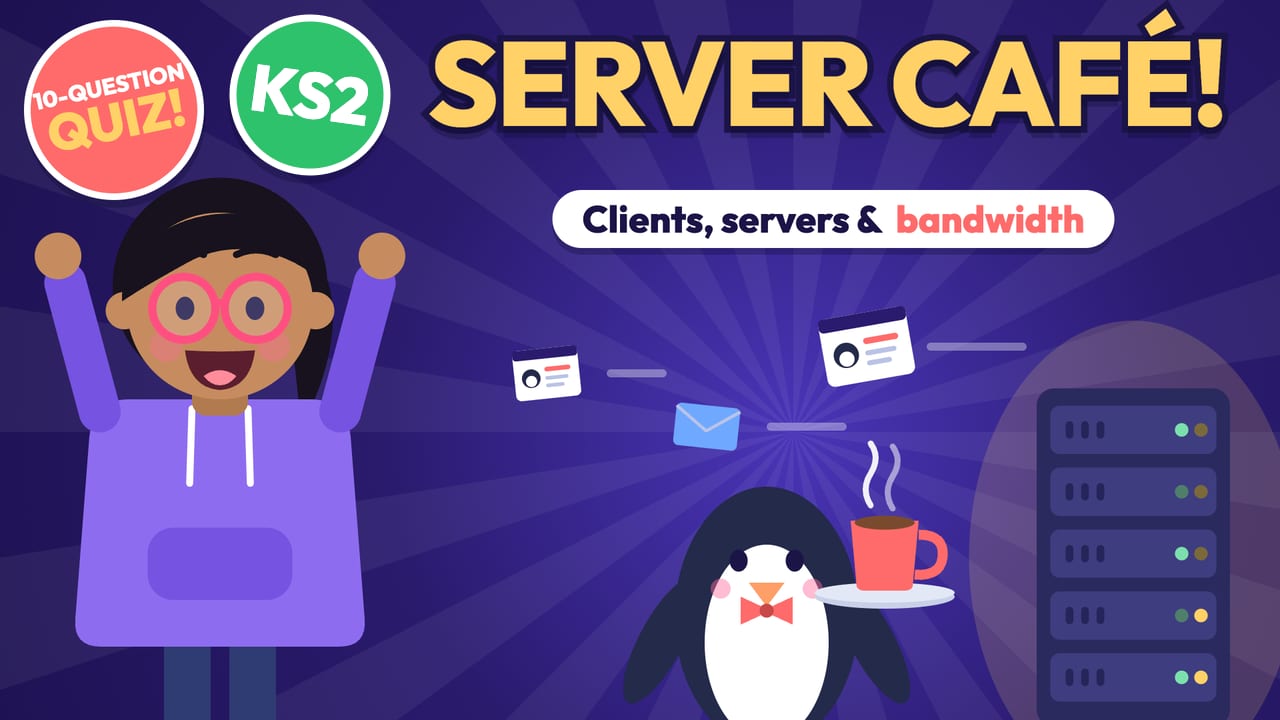 10-QUESTION
QUIZ!
KS2
SERVER CAFÉ!
Clients, servers & bandwidth